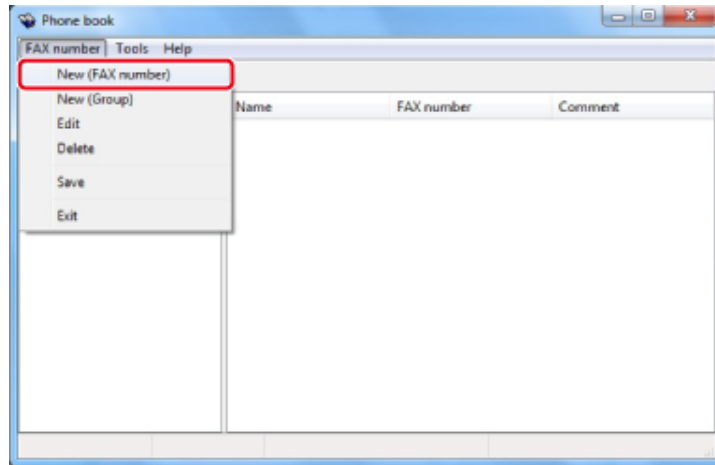 Phone book
FAX number Tools Help
New (FAX number)
New (Group)
Name FAX number Comment
Edit
Delete
Save
Exit